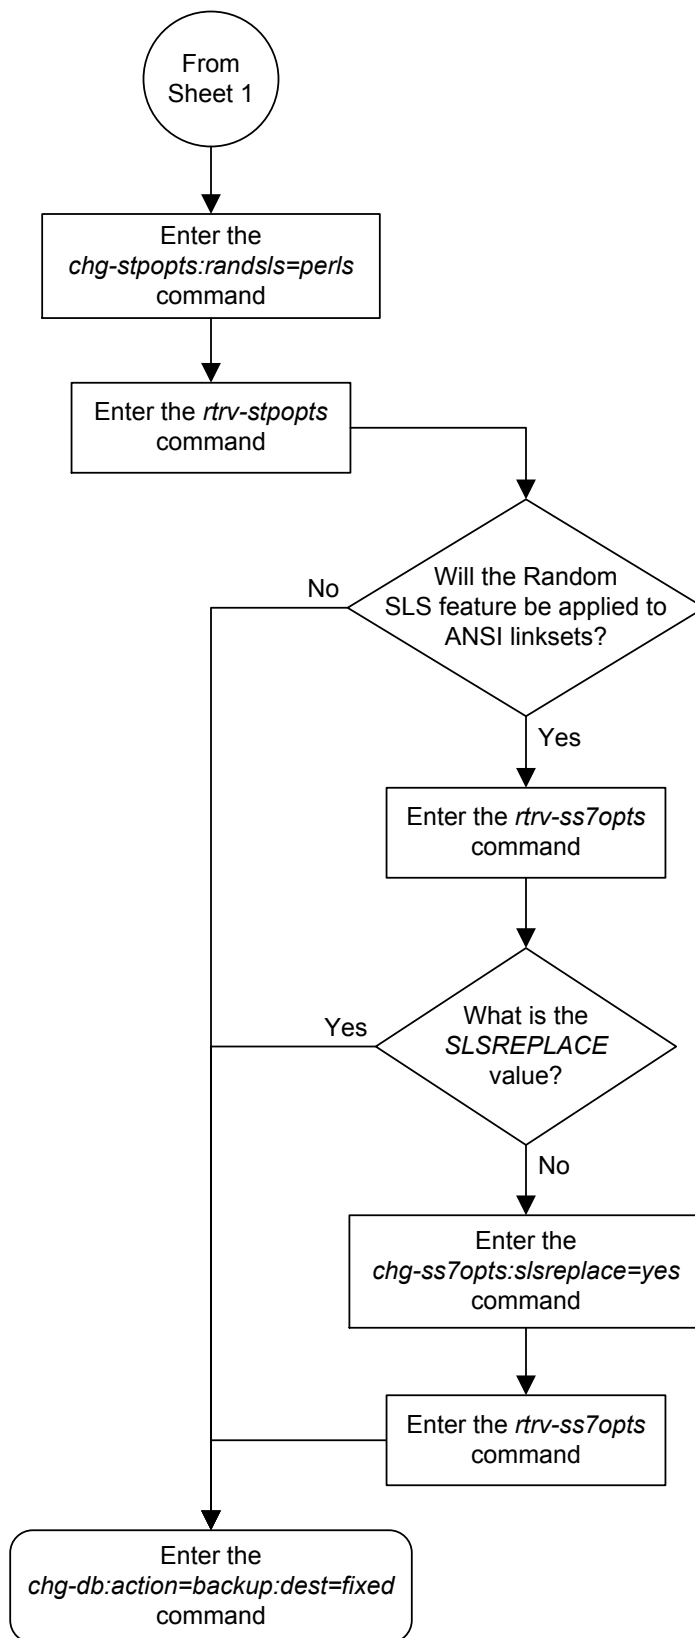 From
Sheet 1
Enter the
chg-stpopts:randsls=perls
command
Enter the rtrv-stpopts
command
Will the Random
SLS feature be applied to
ANSI linksets?
No
Yes
Enter the rtrv-ss7opts
command
What is the
SLSREPLACE
value?
Yes
No
Enter the
chg-ss7opts:slsreplace=yes
command
Enter the rtrv-ss7opts
command
Enter the
chg-db:action=backup:dest=fixed
command